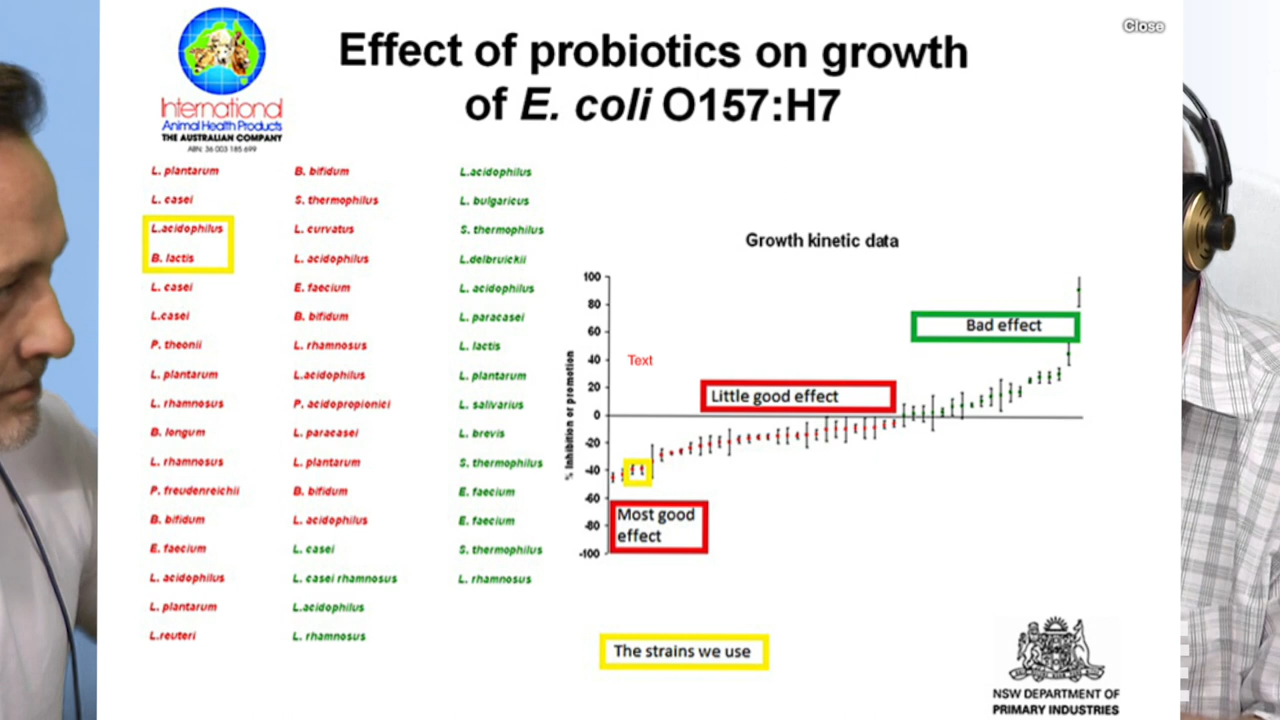 Close
International
Animal Health Products
THE AUSTRALIAN COMPANY
ABN: 36 003 185 699
Effect of probiotics on growth
of E. coli O157:H7
L. plantarum
L. casei
L.acidophilus
B. lactis
L. casei
L.casei
P. theonii
L. plantarum
L. rhamnosus
B. longum
L. rhamnosus
P. freudenreichii
B. bifidum
E. faecium
L. acidophilus
L. plantarum
L.reuteri
B. bifidum
S. thermophilus
L. curvatus
L. acidophilus
E. faecium
B. bifidum
L. rhamnosus
L.acidophilus
P. acidopropionici
L. paracasei
L. plantarum
B. bifidum
L. acidophilus
L. casei
L. casei rhamnosus
L.acidophilus
L. rhamnosus
L.acidophilus
L. bulgaricus
S. thermophilus
L.delbruickii
L. acidophilus
L. paracasei
L. lactis
L. plantarum
L. salivarius
L. brevis
S. thermophilus
E. faecium
E. faecium
S. thermophilus
L. rhamnosus
Growth kinetic data
% Inhibition or promotion
100
80
60
40
20
0
-20
-40
-60
-80
-100
Text
Bad effect
Little good effect
Most good
effect
The strains we use
NSW DEPARTMENT OF
PRIMARY INDUSTRIES